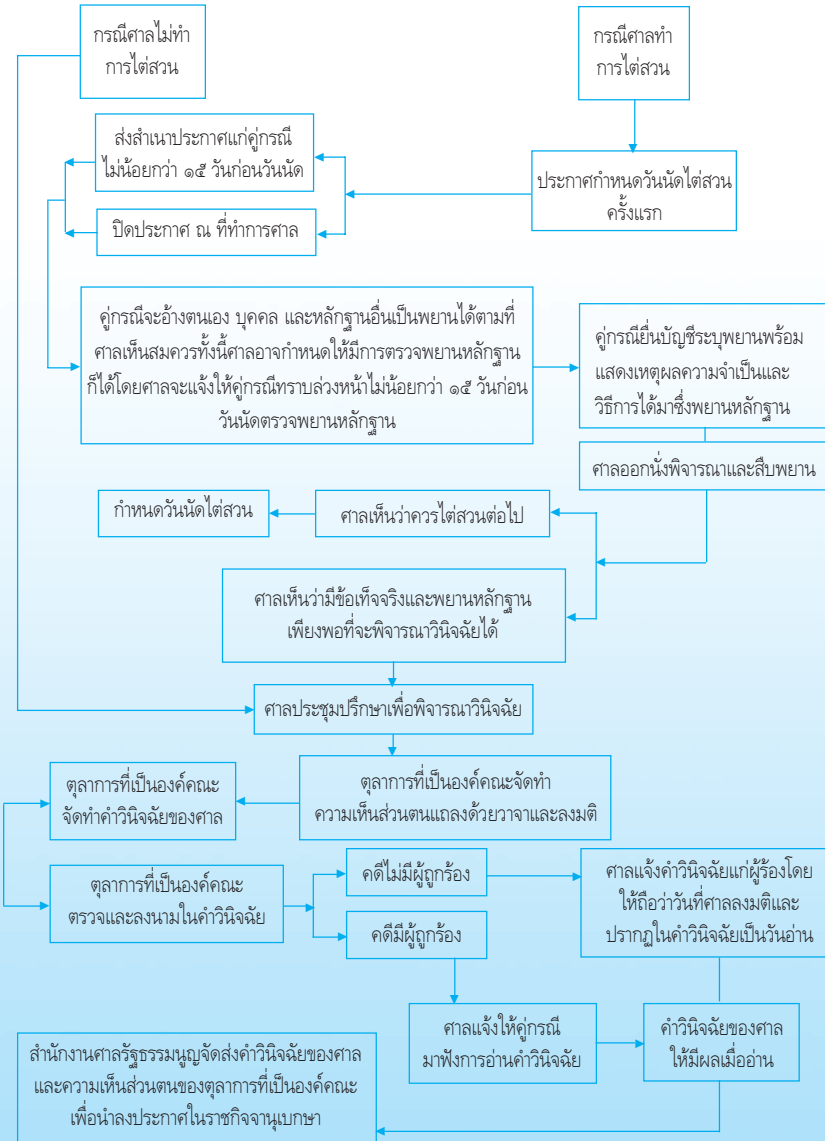 กรณีศาลไม่ทำ
การไต่สวน
กรณีศาลทำ
การไต่สวน
ส่งสำเนาประกาศแก่คู่กรณี
ไม่น้อยกว่า ๑๕ วันก่อนวันนัด
ประกาศกำหนดวันนัดไต่สวน
ครั้งแรก
ปิดประกาศ ณ ที่ทำการศาล
คู่กรณีจะอ้างตนเอง บุคคล และหลักฐานอื่นเป็นพยานได้ตามที่
ศาลเห็นสมควรทั้งนี้ศาลอาจกำหนดให้มีการตรวจพยานหลักฐาน
ก็ได้โดยศาลจะแจ้งให้คู่กรณีทราบล่วงหน้าไม่น้อยกว่า ๑๕ วันก่อน
วันนัดตรวจพยานหลักฐาน
คู่กรณียื่นบัญชีระบุพยานพร้อม
แสดงเหตุผลความจำเป็นและ
วิธีการได้มาซึ่งพยานหลักฐาน
ศาลออกนั่งพิจารณาและสืบพยาน
กำหนดวันนัดไต่สวน
ศาลเห็นว่าควรไต่สวนต่อไป
ศาลเห็นว่ามีข้อเท็จจริงและพยานหลักฐาน
เพียงพอที่จะพิจารณาวินิจฉัยได้
ศาลประชุมปรึกษาเพื่อพิจารณาวินิจฉัย
ตุลาการที่เป็นองค์คณะ
จัดทำคำวินิจฉัยของศาล
ตุลาการที่เป็นองค์คณะจัดทำ
ความเห็นส่วนตนแถลงด้วยวาจาและลงมติ
ตุลาการที่เป็นองค์คณะ
ตรวจและลงนามในคำวินิจฉัย
คดีไม่มีผู้ถูกร้อง
คดีมีผู้ถูกร้อง
ศาลแจ้งคำวินิจฉัยแก่ผู้ร้องโดย
ให้ถือว่าวันที่ศาลลงมติและ
ปรากฏในคำวินิจฉัยเป็นวันอ่าน
ศาลแจ้งให้คู่กรณี
มาฟังการอ่านคำวินิจฉัย
คำวินิจฉัยของศาล
ให้มีผลเมื่ออ่าน
สำนักงานศาลรัฐธรรมนูญจัดส่งคำวินิจฉัยของศาล
และความเห็นส่วนตนของตุลาการที่เป็นองค์คณะ
เพื่อนำลงประกาศในราชกิจจานุเบกษา